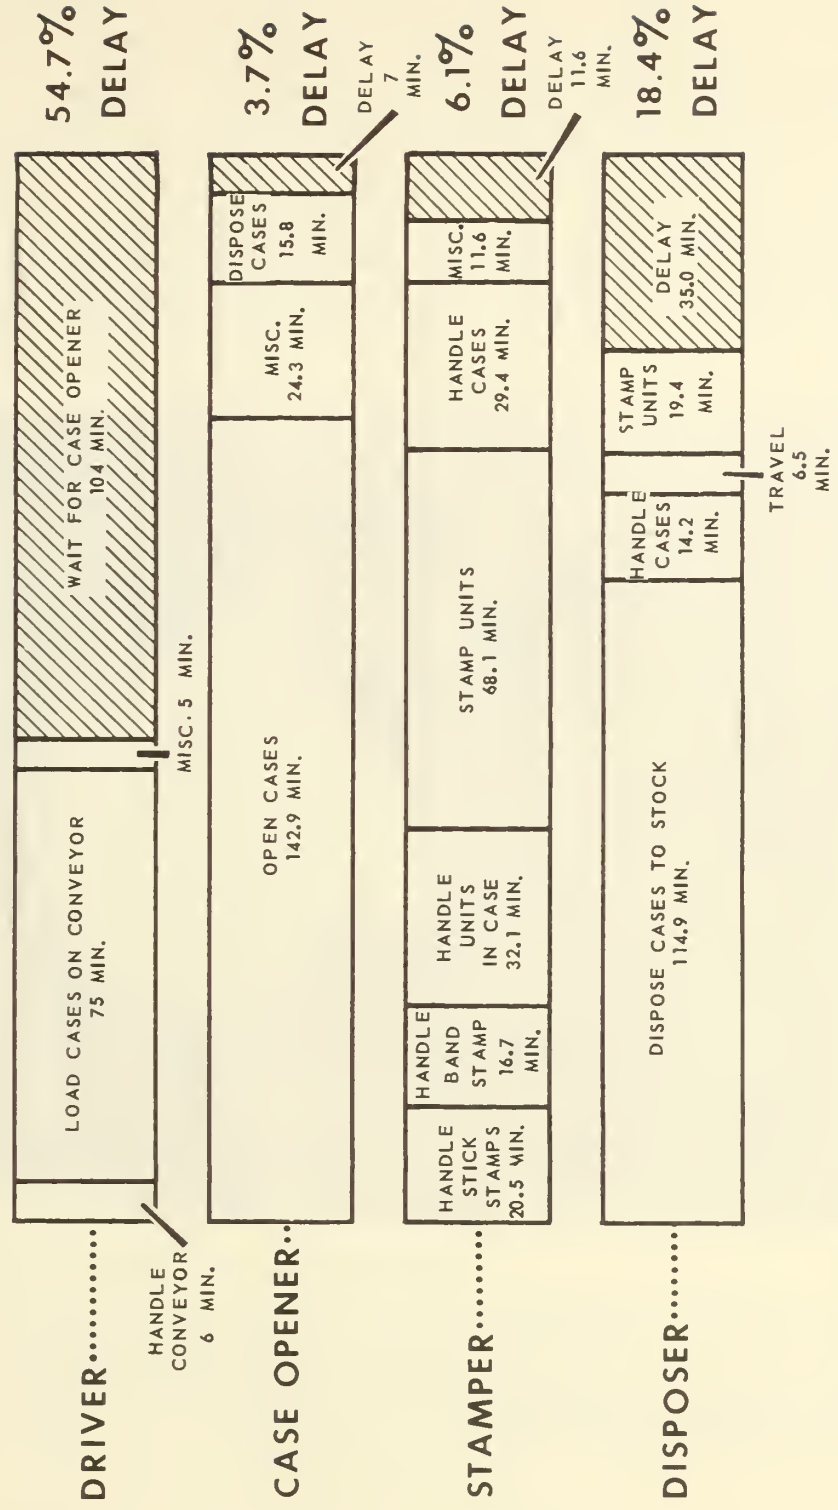 DRIVER............
HANDLE
CONVEYOR
6 MIN.
LOAD CASES ON CONVEYOR
75 MIN.
MISC. 5 MIN.
WAIT FOR CASE OPENER
104 MIN.
54.7%
DELAY
CASE OPENER..
OPEN CASES
142.9 MIN.
MISC.
24.3 MIN.
DISPOSE
CASES
15.8
MIN.
DELAY
7
MIN.
3.7%
DELAY
STAMPER........
HANDLE
STICK
STAMPS
20.5 MIN.
HANDLE
BAND
STAMP
16.7
MIN.
HANDLE
UNITS
IN CASE
32.1 MIN.
STAMP UNITS
68.1 MIN.
HANDLE
CASES
29.4 MIN.
MISC.
11.6
MIN.
DELAY
11.6
MIN.
6.1%
DELAY
DISPOSER........
DISPOSE CASES TO STOCK
114.9 MIN.
HANDLE
CASES
14.2
MIN.
TRAVEL
6.5
MIN.
STAMP
UNITS
19.4
MIN.
DELAY
35.0 MIN.
18.4%
DELAY